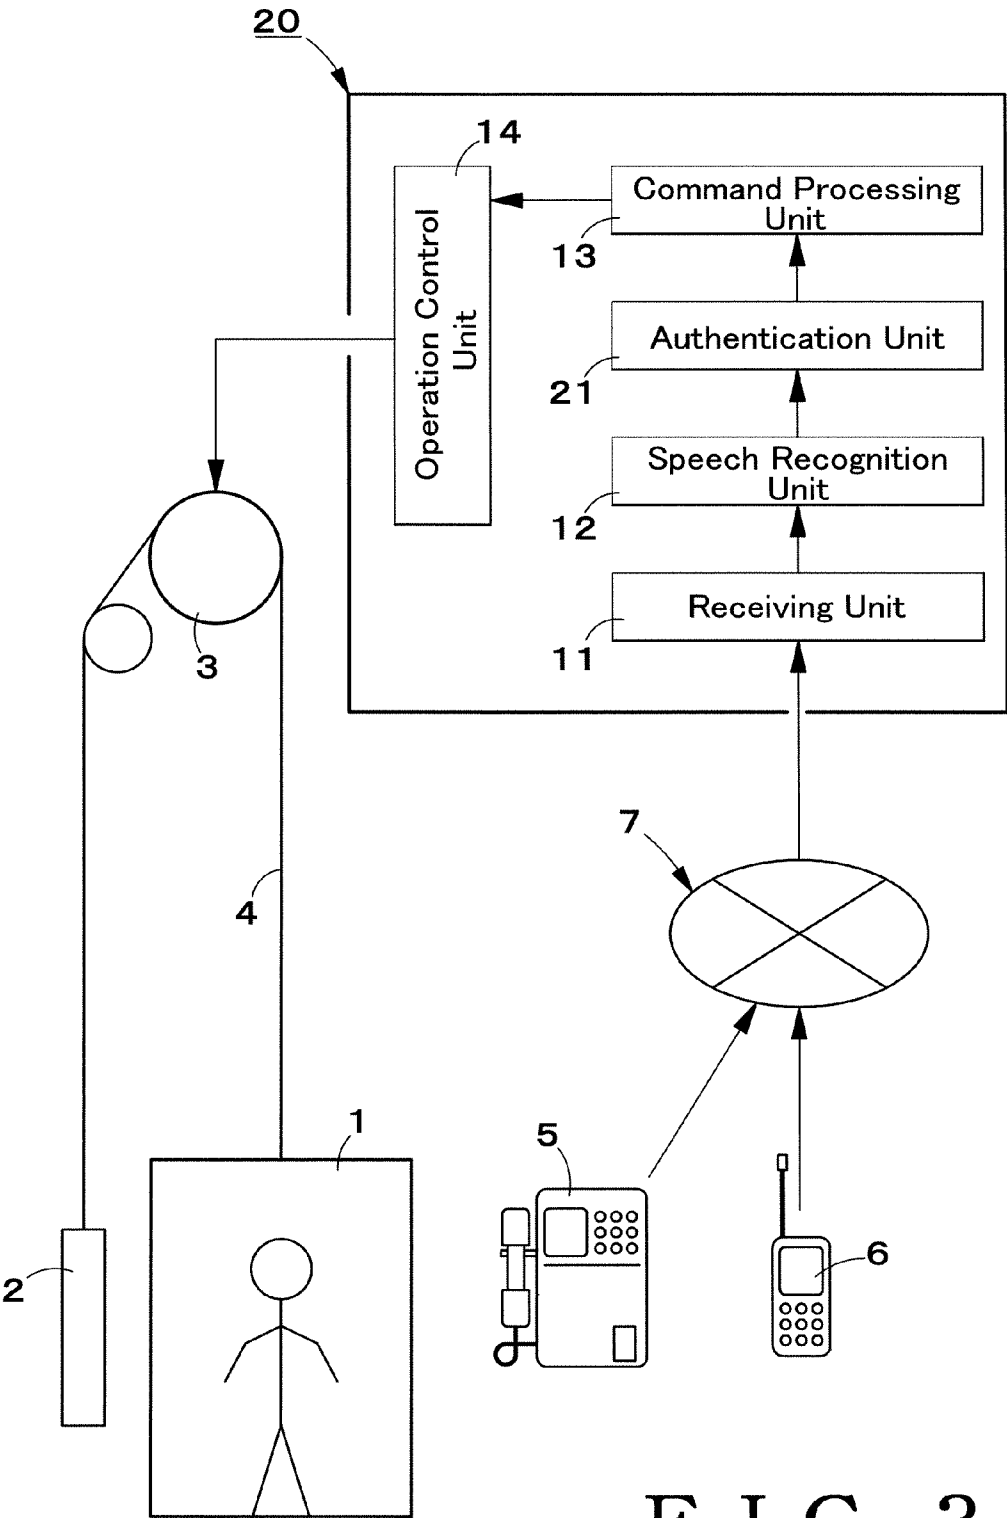 20
14
Command Processing
Unit
13
Operation Control
Unit
Authentication Unit
21
Speech Recognition
Unit
12
Receiving Unit
11
3
7
4
1
5
2
6